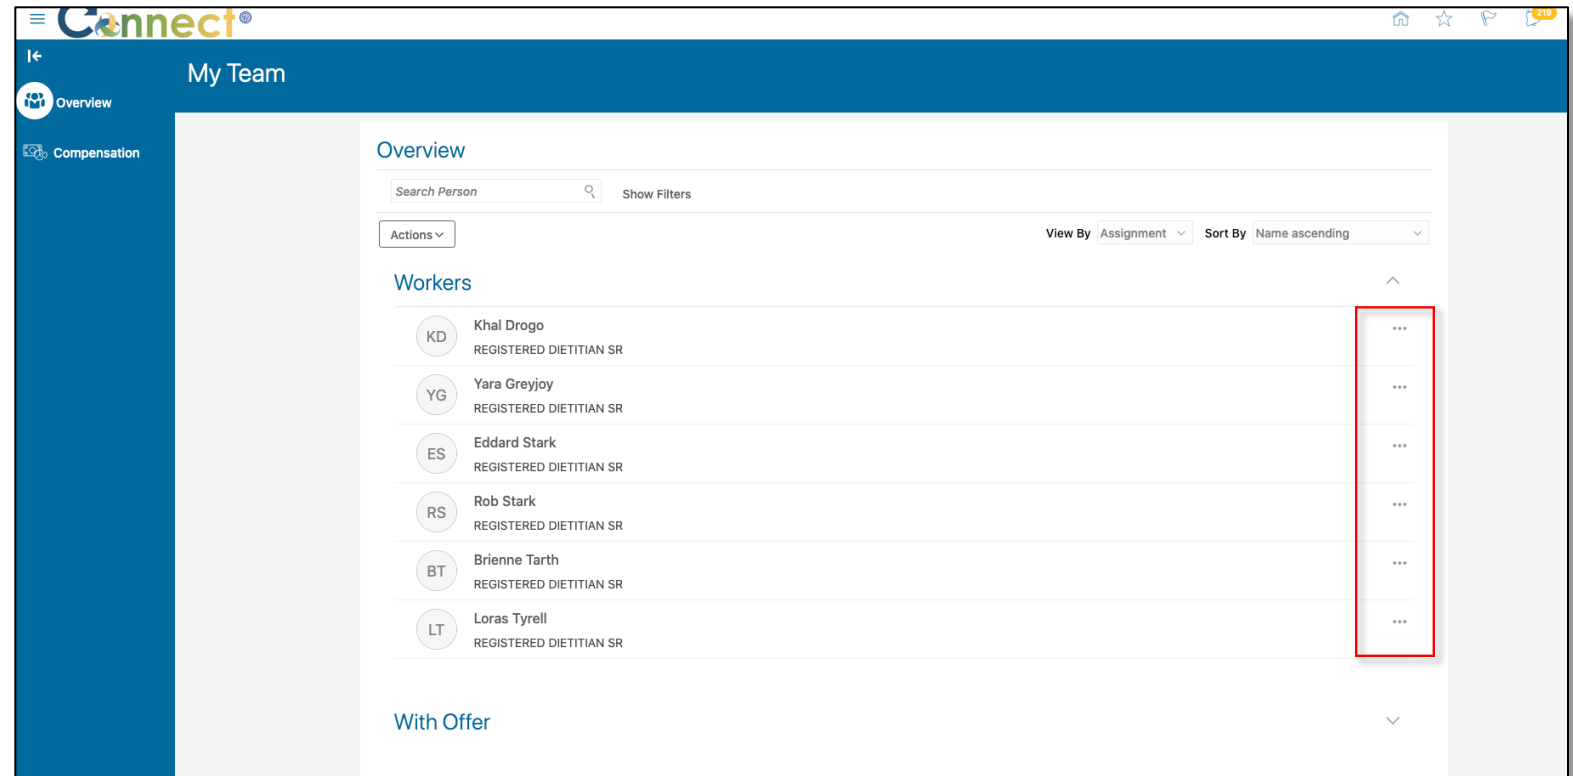 Connect
219
My Team
Overview
Compensation
Overview
Search Person
Show Filters
Actions
View By Assignment Sort By Name ascending
Workers
KD
Khal Drogo
REGISTERED DIETITIAN SR
YG
Yara Greyjoy
REGISTERED DIETITIAN SR
ES
Eddard Stark
REGISTERED DIETITIAN SR
RS
Rob Stark
REGISTERED DIETITIAN SR
BT
Brienne Tarth
REGISTERED DIETITIAN SR
LT
Loras Tyrell
REGISTERED DIETITIAN SR
With Offer